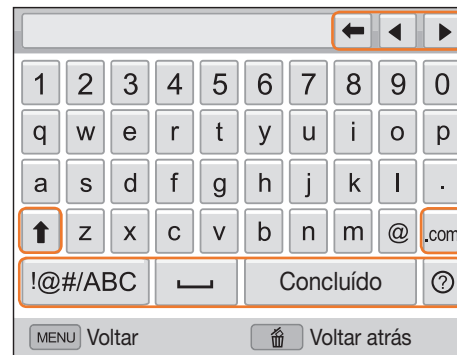 1 2 3 4 5 6 7 8 9 0
q w e r t y u i o p
a s d f g h j k l .
z x c v b n m @ .com
!@#/ABC Concluído ?
MENU Voltar Voltar atrás